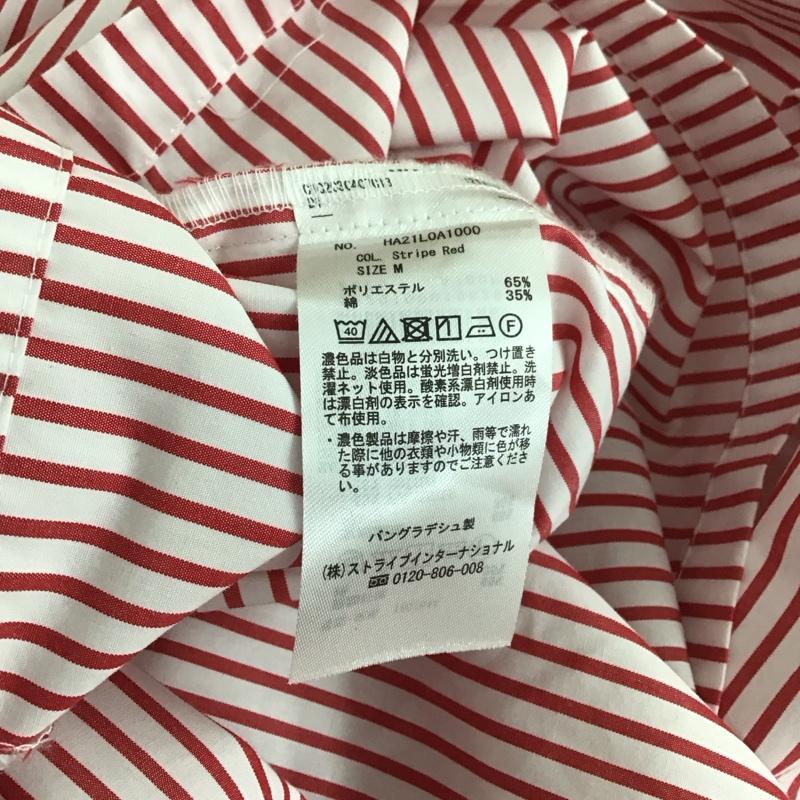 No. HA21L0A1000
COL. Stripe Red
SIZE M
ポリエステル 65%
綿 35%
40 F
濃色品は白物と分別洗い。つけ置き
禁止。淡色品は蛍光増白剤禁止。洗
濯ネット使用。酸素系漂白剤使用時
は漂白剤の表示を確認。アイロンあ
て布使用。
・濃色製品は摩擦や汗、雨等で濡れ
た際に他の衣類や小物類に色が移
る事がありますのでご注意くださ
い。
バングラデシュ製
(株)ストライプインターナショナル
0120-806-008